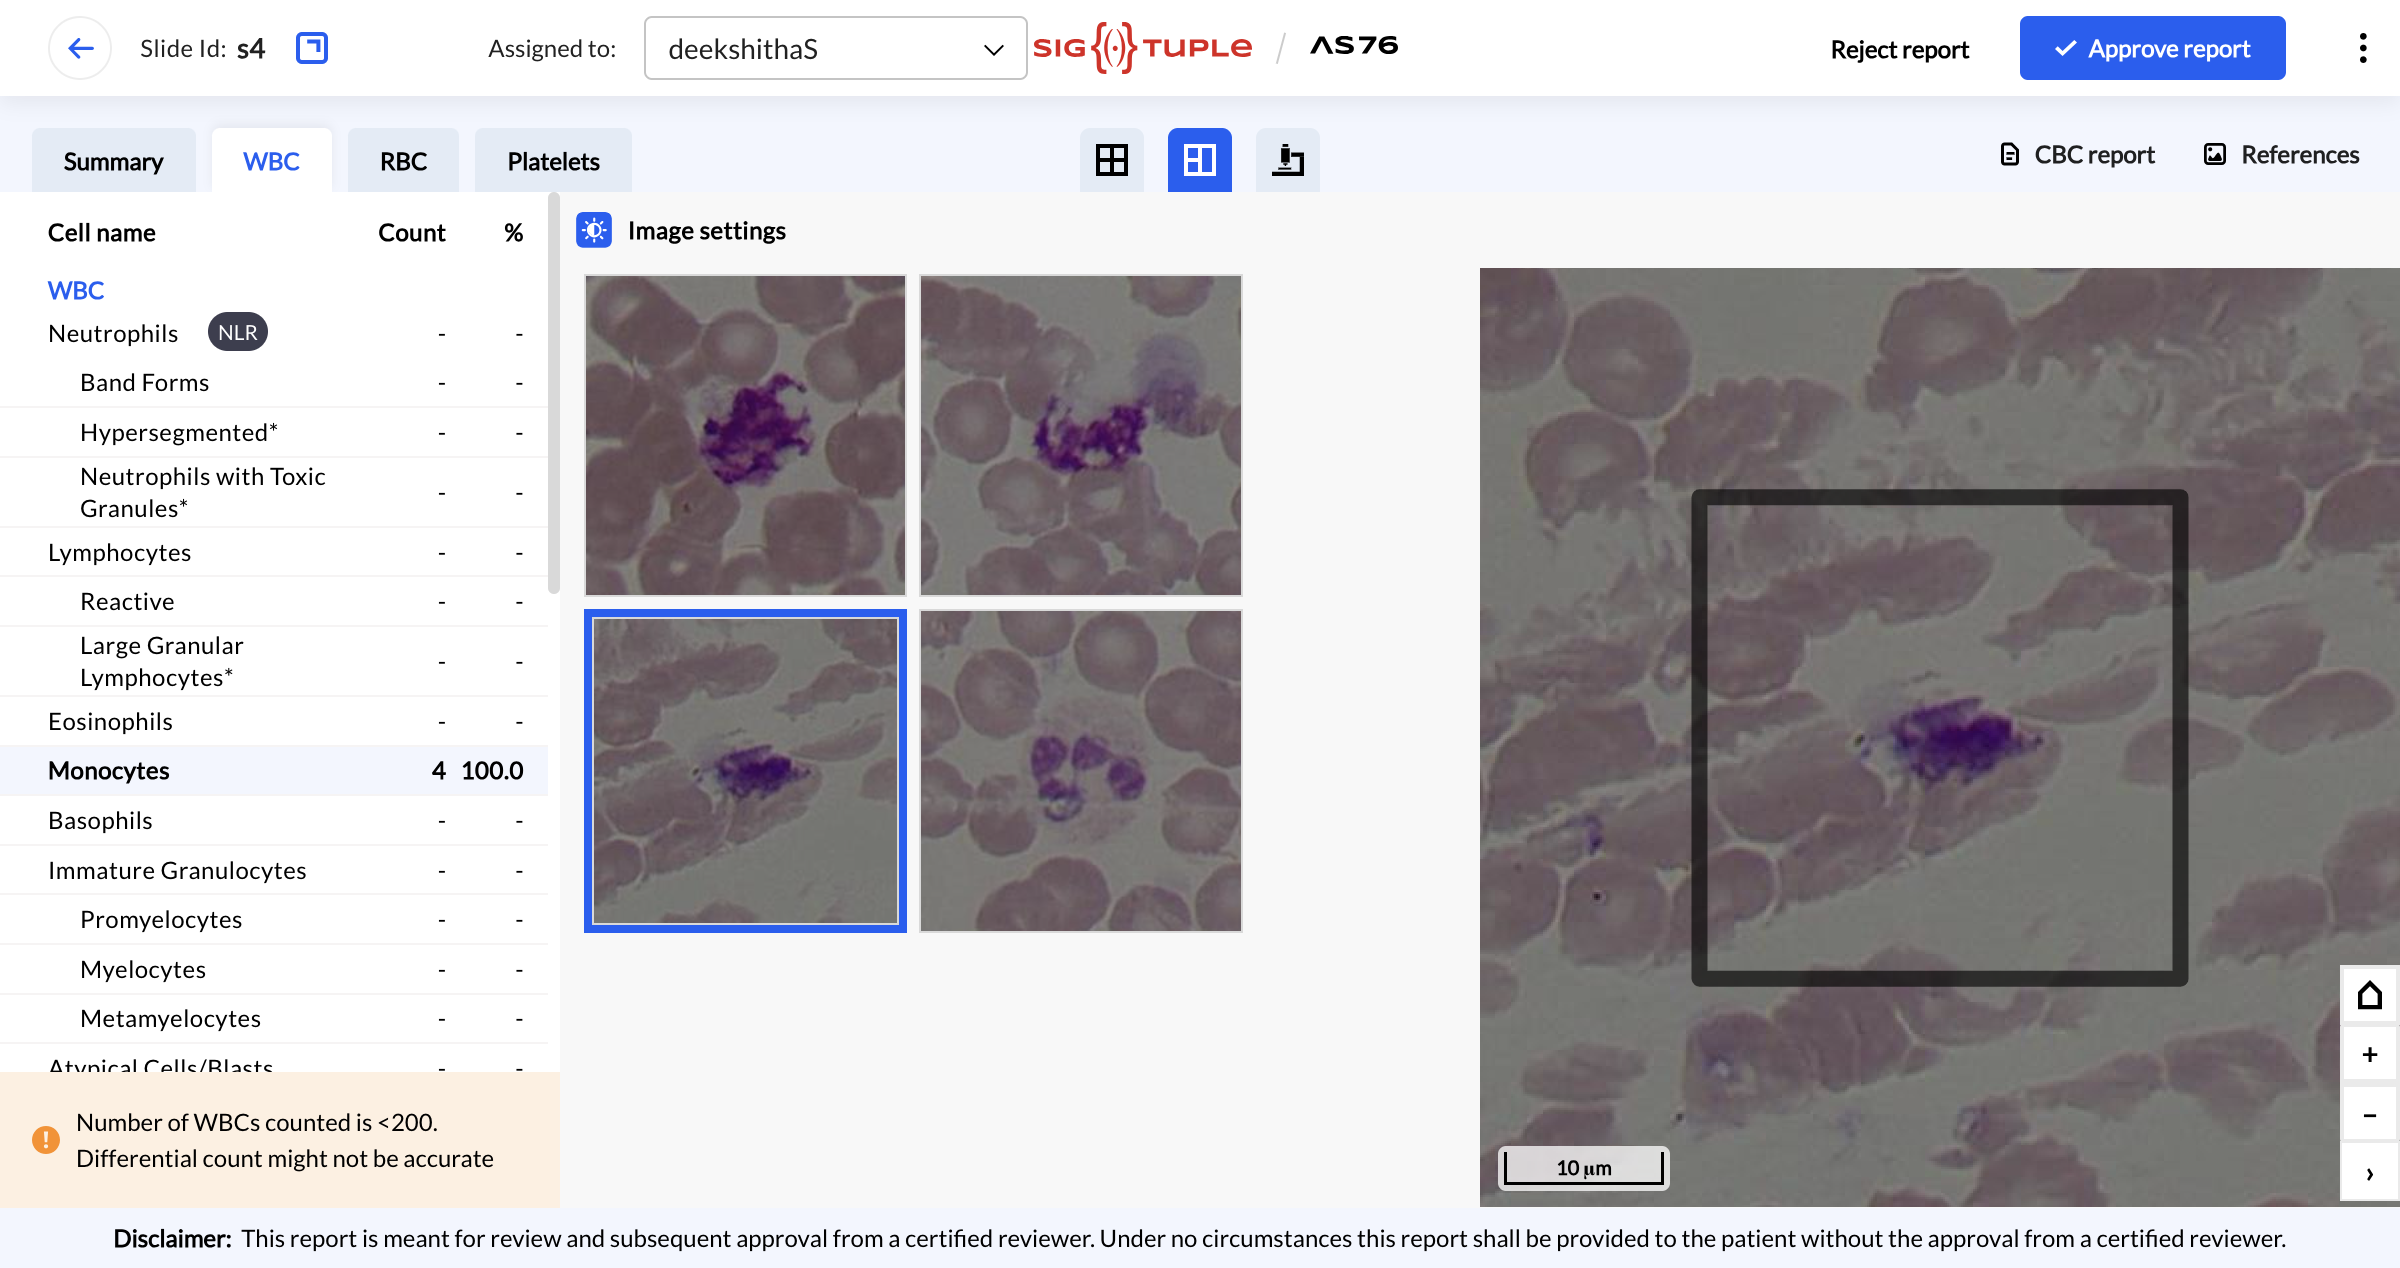 Slide Id: s4
Assigned to: deekshithaS
SIG TUPLE / AS76
Reject report
Approve report
Summary
WBC
RBC
Platelets
CBC report
References
Cell name Count %
WBC
Neutrophils NLR - -
Band Forms - -
Hypersegmented* - -
Neutrophils with Toxic
Granules* - -
Lymphocytes - -
Reactive - -
Large Granular
Lymphocytes* - -
Eosinophils - -
Monocytes 4 100.0
Basophils - -
Immature Granulocytes - -
Promyelocytes - -
Myelocytes - -
Metamyelocytes - -
Atypical Cells/Blasts - -
Number of WBCs counted is <200.
Differential count might not be accurate
Image settings
10 µm
Disclaimer: This report is meant for review and subsequent approval from a certified reviewer. Under no circumstances this report shall be provided to the patient without the approval from a certified reviewer.